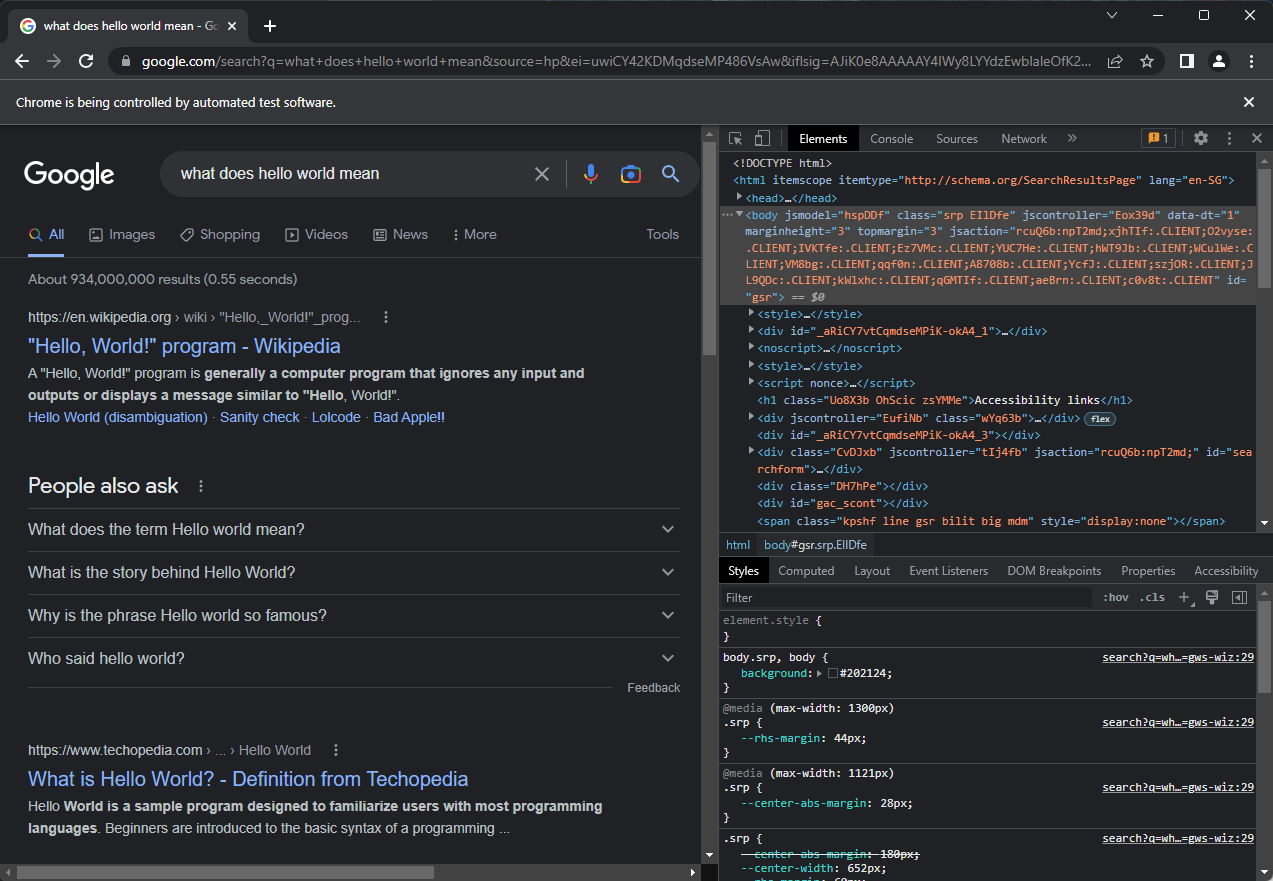 what does hello world mean - Go
google.com/search?q=what+does+hello+world+mean&source=hp&ei=uwiCY42KDMqdseMP486VsAw&iflsig=AJiK0e8AAAAAY4IWy8LYYdzEwbIaleOfK2...
Chrome is being controlled by automated test software.
Google
what does hello world mean
All
Images
Shopping
Videos
News
More
Tools
About 934,000,000 results (0.55 seconds)
https://en.wikipedia.org › wiki › "Hello,_World!"_prog...
"Hello, World!" program - Wikipedia
A "Hello, World!" program is generally a computer program that ignores any input and
outputs or displays a message similar to "Hello, World!".
Hello World (disambiguation) · Sanity check · Lolcode · Bad Apple!!
People also ask
What does the term Hello world mean?
What is the story behind Hello World?
Why is the phrase Hello world so famous?
Who said hello world?
Feedback
https://www.techopedia.com › ... › Hello World
What is Hello World? - Definition from Techopedia
Hello World is a sample program designed to familiarize users with most programming
languages. Beginners are introduced to the basic syntax of a programming ...
Elements
Console
Sources
Network
»
1
<!DOCTYPE html>
<html itemscope itemtype="http://schema.org/SearchResultsPage" lang="en-SG">
<head>…</head>
<body jsmodel="hspDDf" class="srp EIlDfe" jscontroller="Eox39d" data-dt="1"
marginheight="3" topmargin="3" jsaction="rcuQ6b:npT2md;xjhTIf:.CLIENT;O2vyse:
.CLIENT;IVKTfe:.CLIENT;Ez7VMc:.CLIENT;YUC7He:.CLIENT;hWT9Jb:.CLIENT;WCulWe:.C
LIENT;VM8bg:.CLIENT;qqf0n:.CLIENT;A8708b:.CLIENT;YcfJ:.CLIENT;szjOR:.CLIENT;J
L9QDc:.CLIENT;kWlxhc:.CLIENT;qGMTIf:.CLIENT;aeBrn:.CLIENT;c0v8t:.CLIENT" id=
"gsr"> == $0
<style>…</style>
<div id="_aRiCY7vtCqmdseMPiK-okA4_1">…</div>
<noscript>…</noscript>
<style>…</style>
<script nonce>…</script>
<h1 class="Uo8X3b OhScic zsYMMe">Accessibility links</h1>
<div jscontroller="EufiNb" class="wYq63b">…</div> flex
<div id="_aRiCY7vtCqmdseMPiK-okA4_3"></div>
<div class="CvDJxb" jscontroller="tIj4fb" jsaction="rcuQ6b:npT2md;" id="sea
rchform">…</div>
<div class="DH7hPe"></div>
<div id="gac_scont"></div>
<span class="kpshf line gsr bilit big mdm" style="display:none"></span>
html
body#gsr.srp.EIlDfe
Styles
Computed
Layout
Event Listeners
DOM Breakpoints
Properties
Accessibility
Filter
:hov
.cls
element.style {
}
body.srp, body {
search?q=wh…=gws-wiz:29
background: #202124;
}
@media (max-width: 1300px)
.srp {
search?q=wh…=gws-wiz:29
--rhs-margin: 44px;
}
@media (max-width: 1121px)
.srp {
search?q=wh…=gws-wiz:29
--center-abs-margin: 28px;
}
.srp {
search?q=wh…=gws-wiz:29
--center-abs-margin: 180px;
--center-width: 652px;
--rhs-margin: 60px;